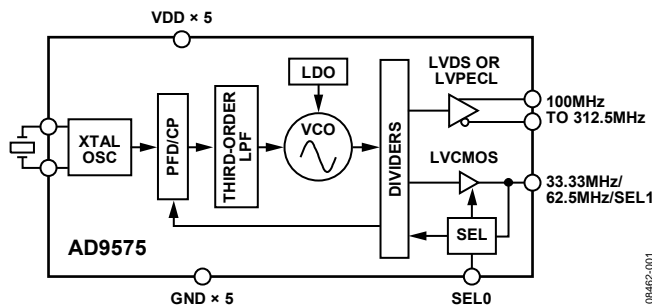 VDD × 5
LDO
LVDS OR
LVPECL
XTAL
OSC
PFD/CP
THIRD-ORDER
LPF
VCO
DIVIDERS
100MHz
TO 312.5MHz
LVCMOS
33.33MHz/
62.5MHz/SEL1
SEL
AD9575
GND × 5
SEL0
08462-001